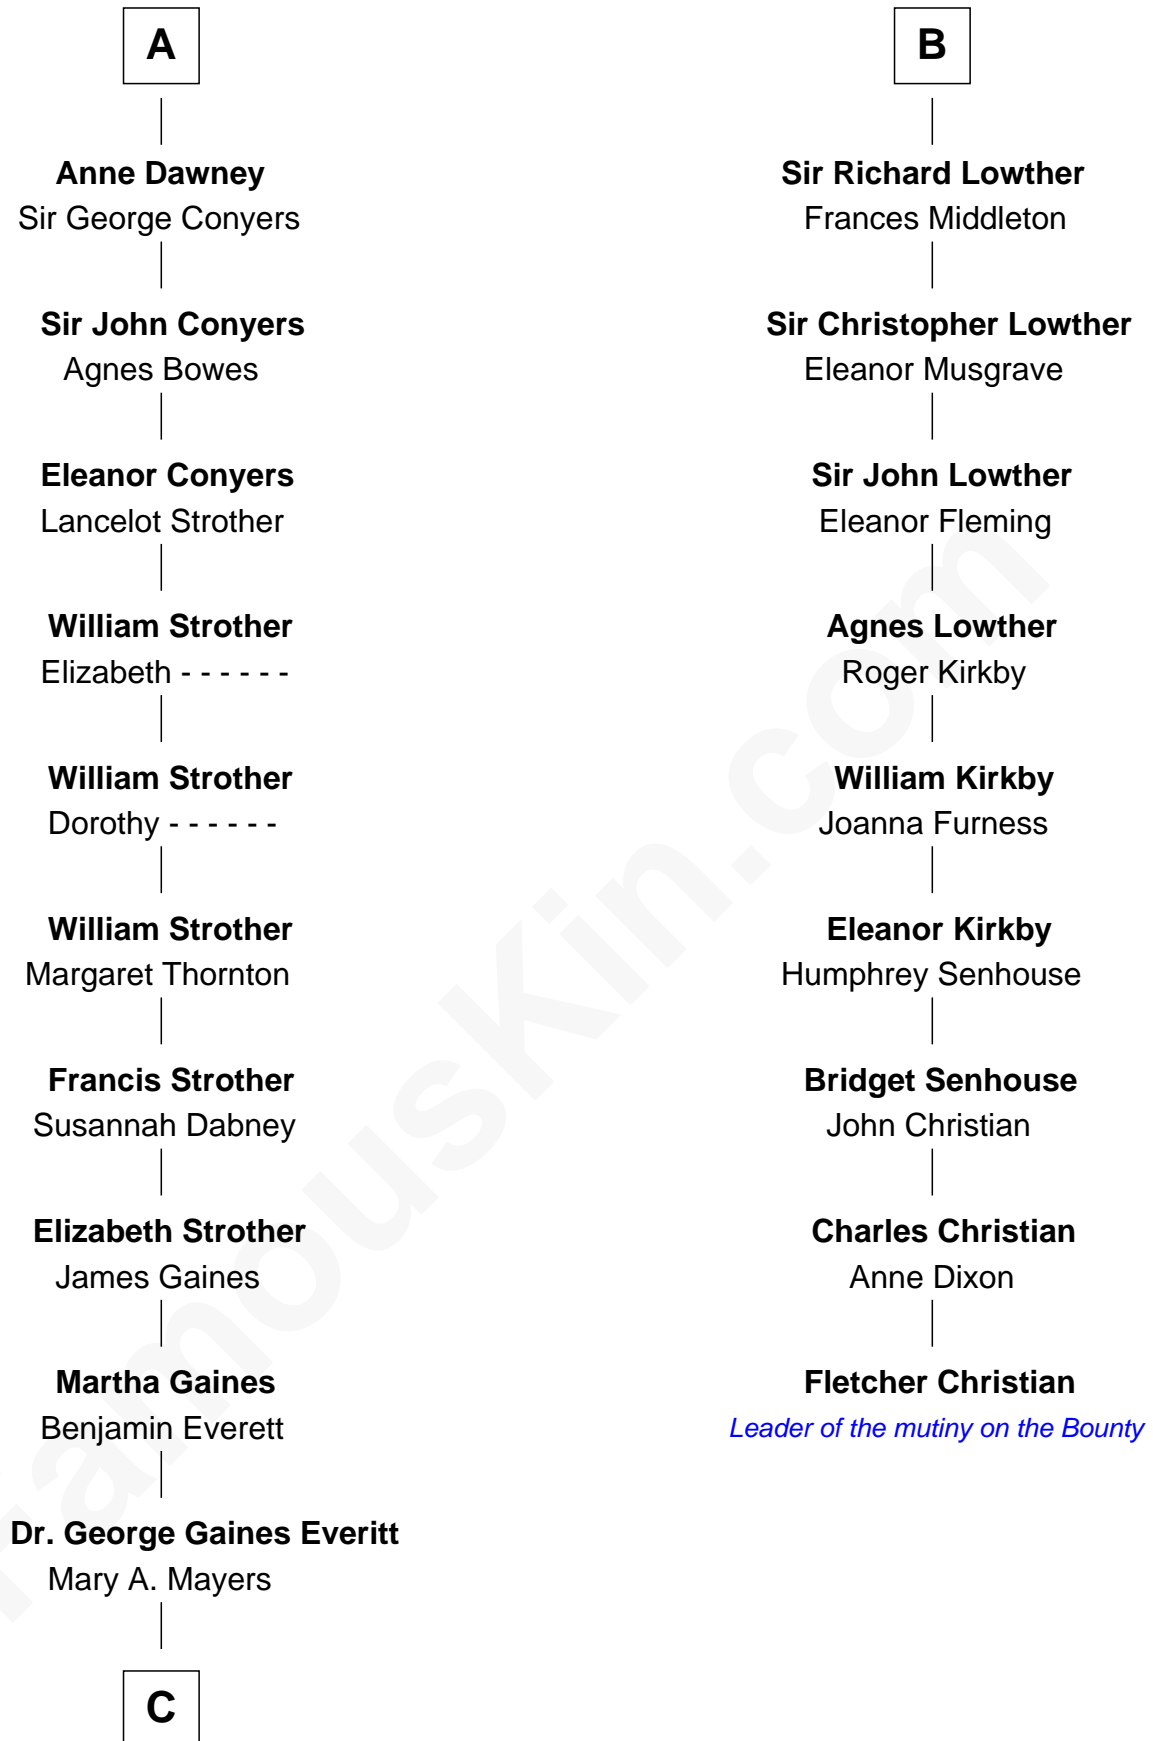 A
Anne Dawney
Sir George Conyers
Sir John Conyers
Agnes Bowes
Eleanor Conyers
Lancelot Strother
William Strother
Elizabeth - - - - - -
William Strother
Dorothy - - - - - -
William Strother
Margaret Thornton
Francis Strother
Susannah Dabney
Elizabeth Strother
James Gaines
Martha Gaines
Benjamin Everett
Dr. George Gaines Everitt
Mary A. Mayers
C
B
Sir Richard Lowther
Frances Middleton
Sir Christopher Lowther
Eleanor Musgrave
Sir John Lowther
Eleanor Fleming
Agnes Lowther
Roger Kirkby
William Kirkby
Joanna Furness
Eleanor Kirkby
Humphrey Senhouse
Bridget Senhouse
John Christian
Charles Christian
Anne Dixon
Fletcher Christian
Leader of the mutiny on the Bounty
FamousKin.com